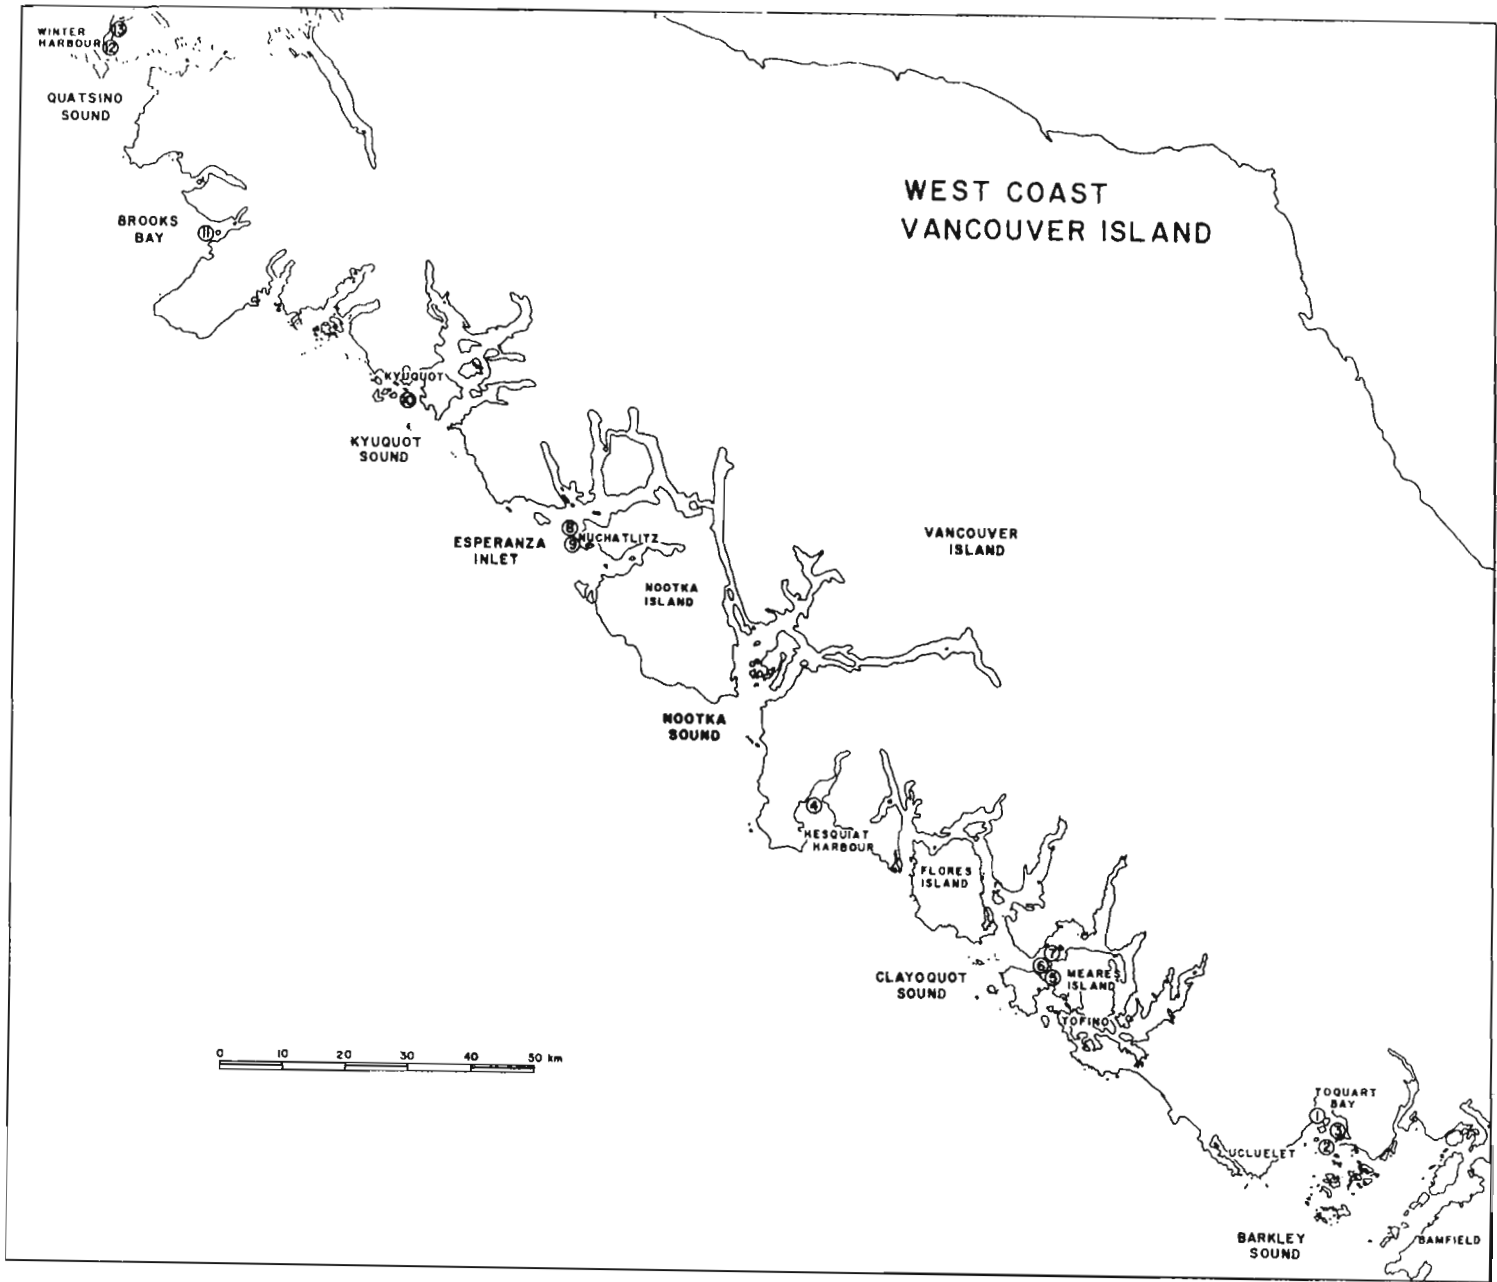 WINTER
HARBOUR
13
12
QUATSINO
SOUND
WEST COAST
VANCOUVER ISLAND
BROOKS
BAY
11
KYUQUOT
10
KYUQUOT
SOUND
8
9
NUCHATLITZ
ESPERANZA
INLET
VANCOUVER
ISLAND
NOOTKA
ISLAND
NOOTKA
SOUND
4
HESQUIAT
HARBOUR
FLORES
ISLAND
7
6
5
MEARES
ISLAND
CLAYOQUOT
SOUND
TOFINO
0 10 20 30 40 50 km
TOQUART
BAY
1
3
2
UCLUELET
BARKLEY
SOUND
BAMFIELD